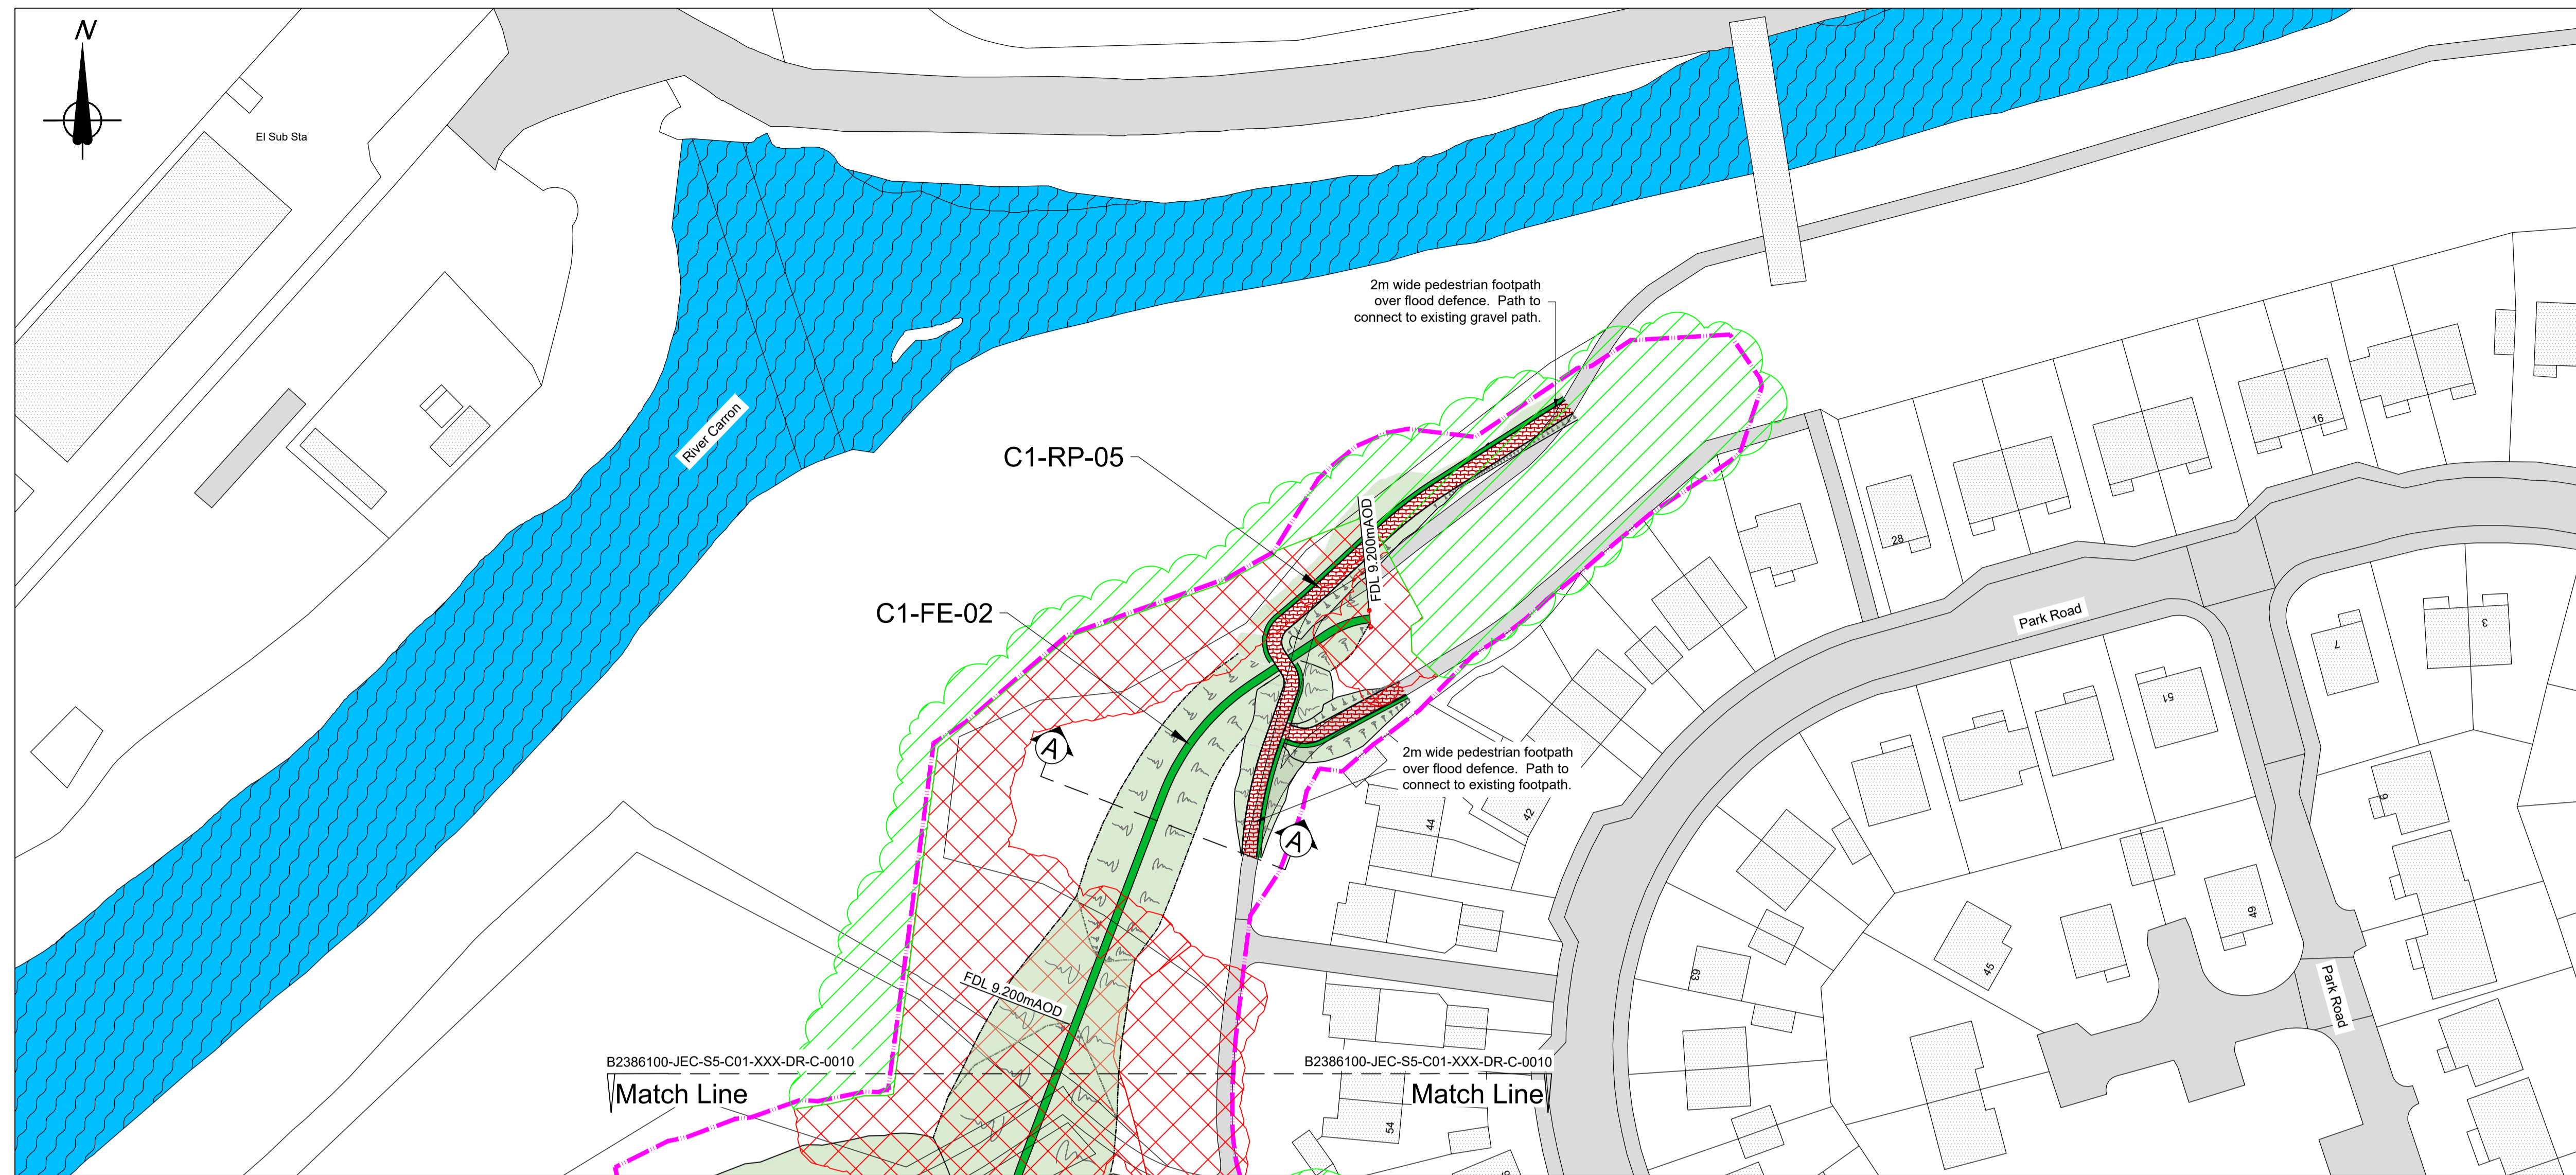 N
El Sub Sta
River Carron
2m wide pedestrian footpath
over flood defence. Path to
connect to existing gravel path.
C1-RP-05
FDL 9.200mAOD
C1-FE-02
A
A
2m wide pedestrian footpath
over flood defence. Path to
connect to existing footpath.
16
28
Park Road
7
3
51
9
44
42
49
63
45
Park Road
FDL 9.200mAOD
B2386100-JEC-S5-C01-XXX-DR-C-0010
Match Line
B2386100-JEC-S5-C01-XXX-DR-C-0010
Match Line
54